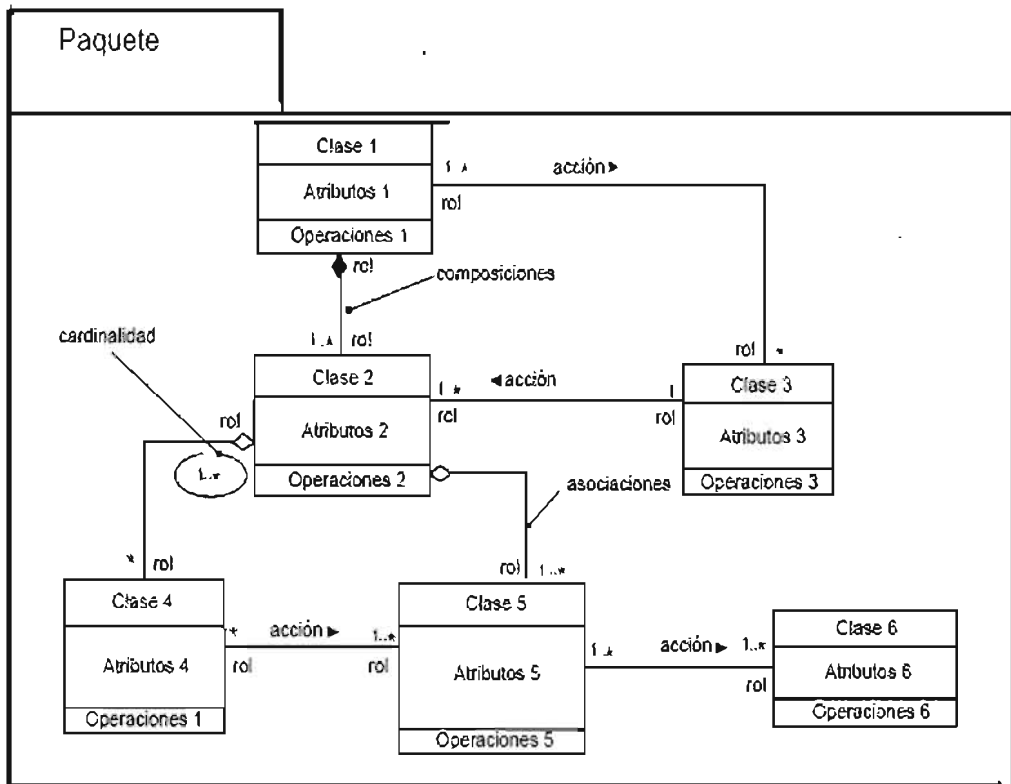 Paquete
Clase 1
Atributos 1
Operaciones 1
1..*
acción ►
rol
rol
composiciones
cardinalidad
1..*
rol
rol *
Clase 2
Atributos 2
Operaciones 2
1..*
◄ acción
1
rol
rol
Clase 3
Atributos 3
Operaciones 3
rol
1..*
asociaciones
*
rol
rol
1..*
Clase 4
Atributos 4
Operaciones 1
*
acción ►
1..*
rol
rol
Clase 5
Atributos 5
Operaciones 5
1..*
acción ►
1..*
rol
Clase 6
Atributos 6
Operaciones 6